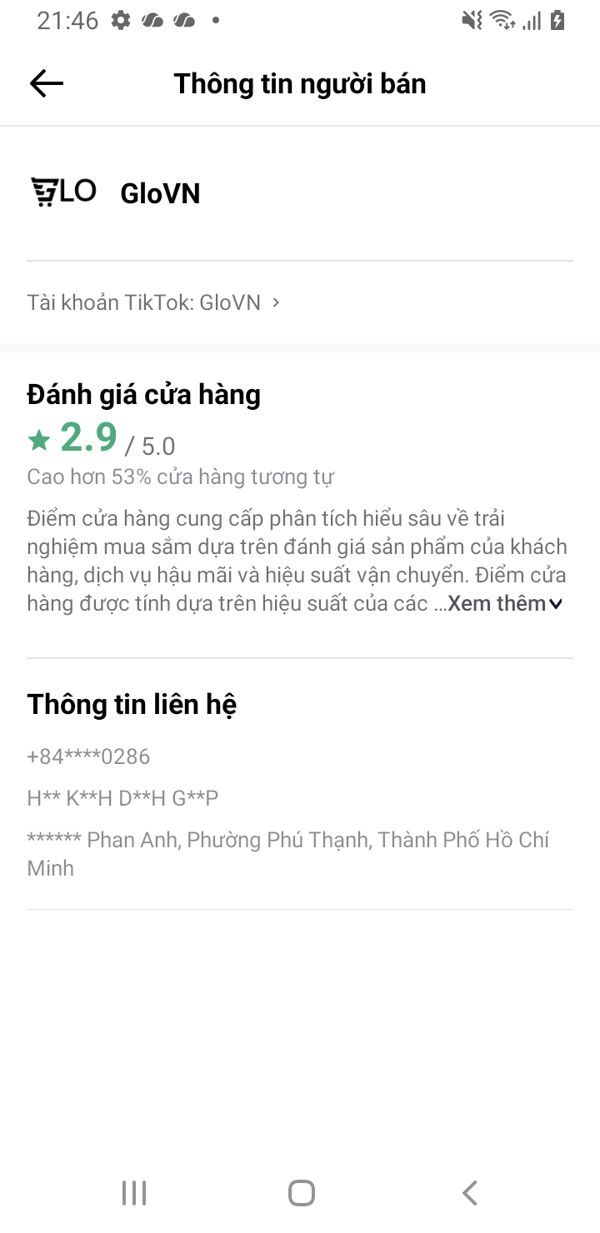 21:46
Thông tin người bán
GLO GloVN
Tài khoản TikTok: GloVN >
Đánh giá cửa hàng
★ 2.9 / 5.0
Cao hơn 53% cửa hàng tương tự
Điểm cửa hàng cung cấp phân tích hiểu sâu về trải
nghiệm mua sắm dựa trên đánh giá sản phẩm của khách
hàng, dịch vụ hậu mãi và hiệu suất vận chuyển. Điểm cửa
hàng được tính dựa trên hiệu suất của các ...Xem thêm
Thông tin liên hệ
+84****0286
H** K**H D**H G**P
****** Phan Anh, Phường Phú Thạnh, Thành Phố Hồ Chí
Minh